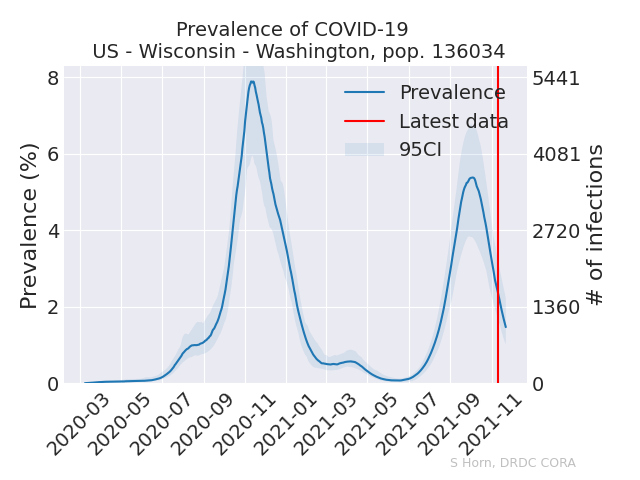 Prevalence of COVID-19
US - Wisconsin - Washington, pop. 136034
Prevalence (%)
8
6
4
2
0
5441
4081
2720
1360
0
# of infections
Prevalence
Latest data
95CI
2020-03
2020-05
2020-07
2020-09
2020-11
2021-01
2021-03
2021-05
2021-07
2021-09
2021-11
S Horn, DRDC CORA